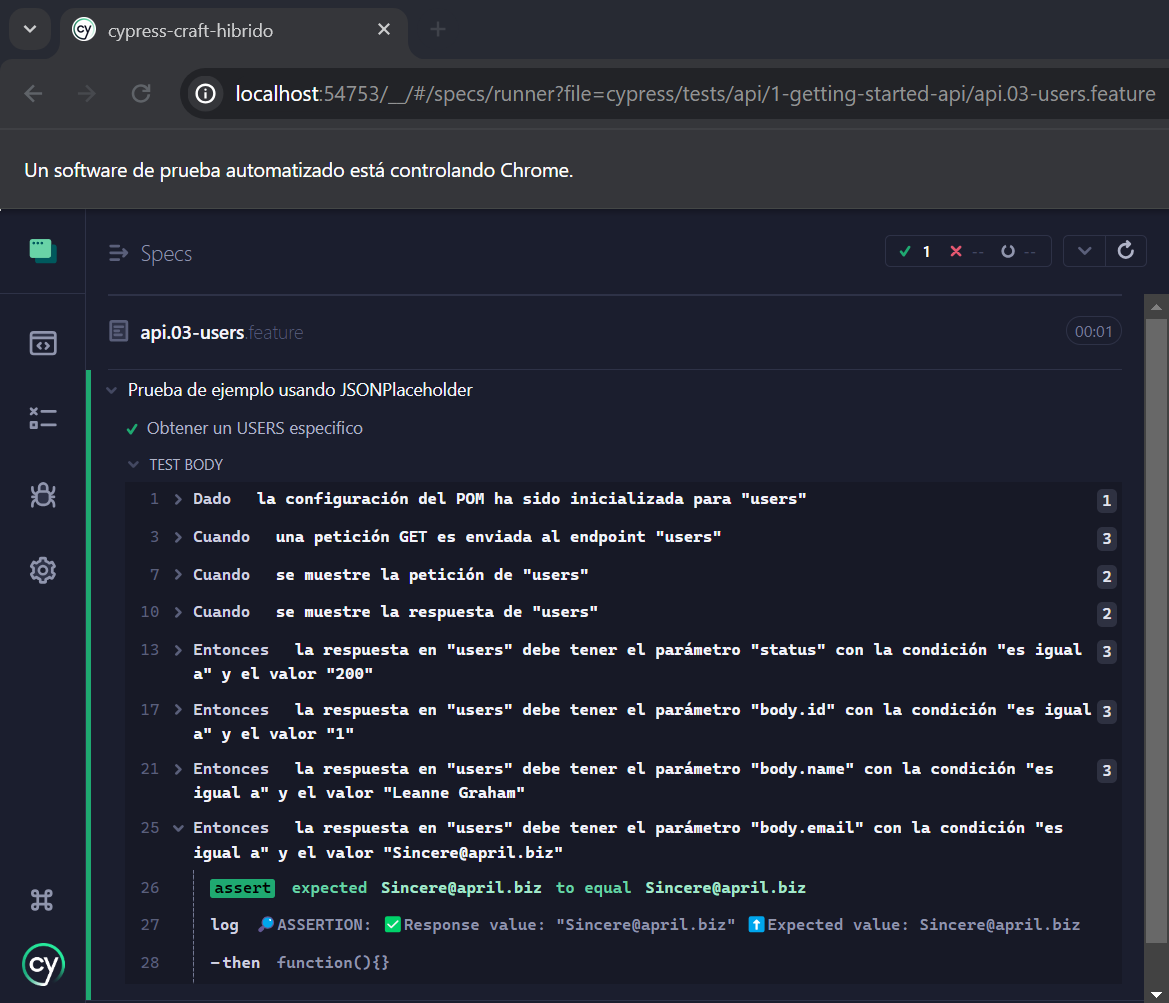 cypress-craft-hibrido
localhost:54753/__/#/specs/runner?file=cypress/tests/api/1-getting-started-api/api.03-users.feature
Un software de prueba automatizado está controlando Chrome.
Specs
1 -- --
api.03-users.feature
00:01
Prueba de ejemplo usando JSONPlaceholder
Obtener un USERS especifico
TEST BODY
1 Dado la configuración del POM ha sido inicializada para "users" 1
3 Cuando una petición GET es enviada al endpoint "users" 3
7 Cuando se muestre la petición de "users" 2
10 Cuando se muestre la respuesta de "users" 2
13 Entonces la respuesta en "users" debe tener el parámetro "status" con la condición "es igual 3
a" y el valor "200"
17 Entonces la respuesta en "users" debe tener el parámetro "body.id" con la condición "es igual 3
a" y el valor "1"
21 Entonces la respuesta en "users" debe tener el parámetro "body.name" con la condición "es 3
igual a" y el valor "Leanne Graham"
25 Entonces la respuesta en "users" debe tener el parámetro "body.email" con la condición "es
igual a" y el valor "Sincere@april.biz"
26 assert expected Sincere@april.biz to equal Sincere@april.biz
27 log 🔎ASSERTION: ✅Response value: "Sincere@april.biz" ⬆️Expected value: Sincere@april.biz
28 -then function(){}
cy